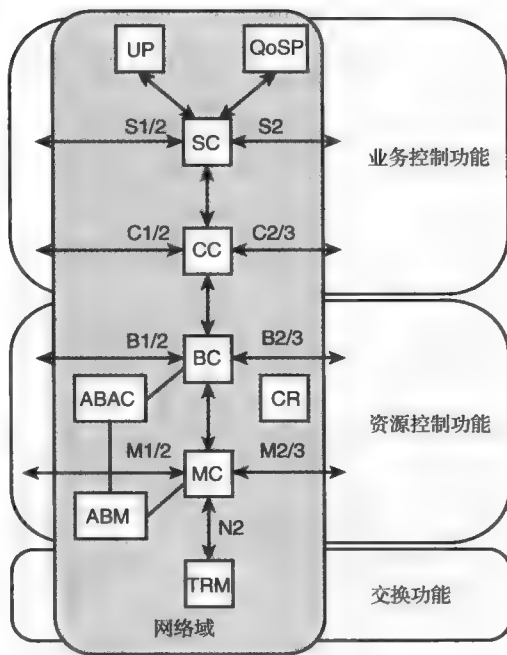 UP
QoSP
S1/2
SC
S2
业务控制功能
C1/2
CC
C2/3
B1/2
BC
B2/3
ABAC
CR
资源控制功能
M1/2
MC
M2/3
ABM
N2
TRM
交换功能
网络域